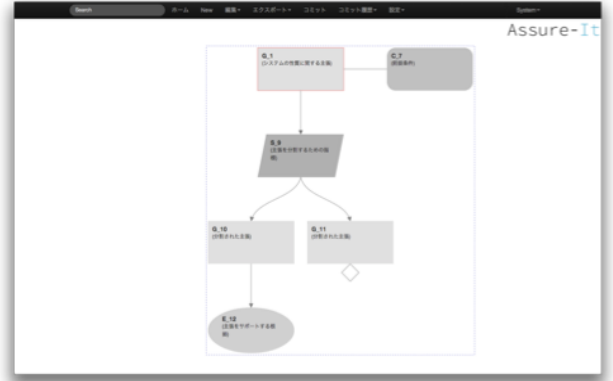 Search ホーム New 編集 エクスポート コミット コミット履歴 設定 System
Assure-It
G_1
(システムの性質に関する主張)
C_7
(前提条件)
S_9
(主張を分割するための説
明)
G_10
(分割された主張)
G_11
(分割された主張)
E_12
(主張をサポートする根
拠)